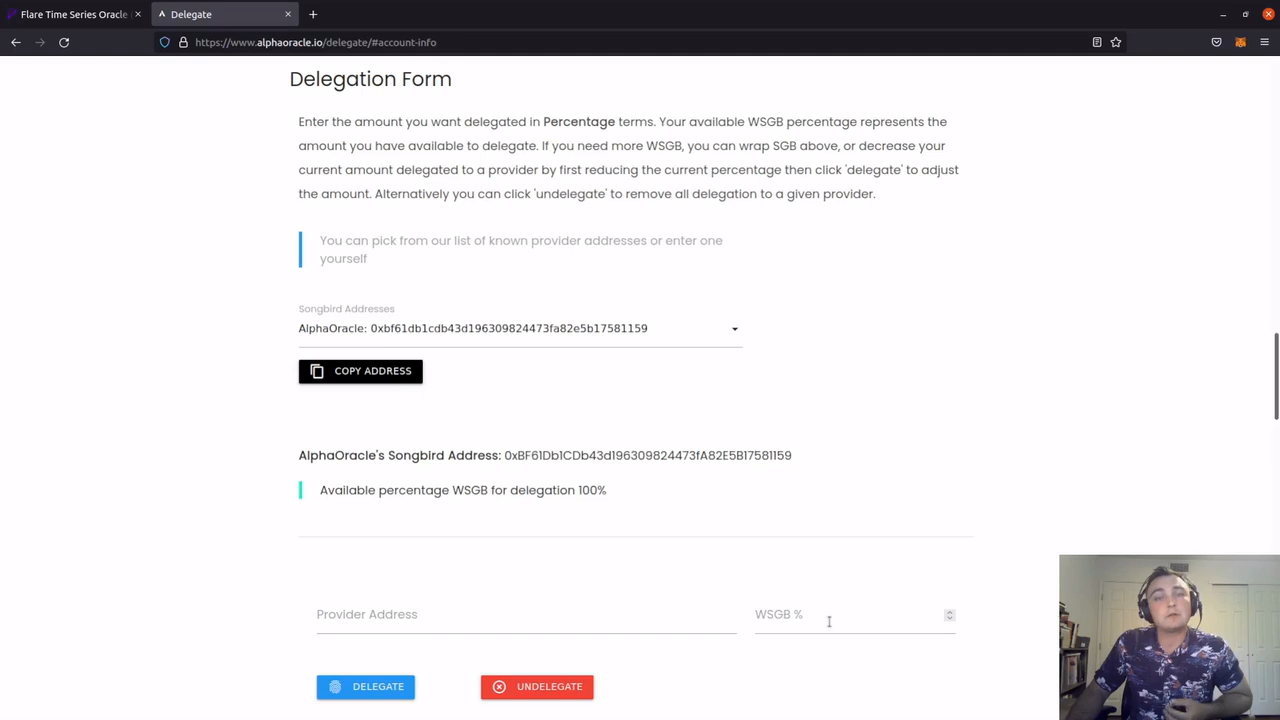 Flare Time Series Oracle |
Delegate
https://www.alphaoracle.io/delegate/#account-info
Delegation Form
Enter the amount you want delegated in Percentage terms. Your available WSGB percentage represents the
amount you have available to delegate. If you need more WSGB, you can wrap SGB above, or decrease your
current amount delegated to a provider by first reducing the current percentage then click 'delegate' to adjust
the amount. Alternatively you can click 'undelegate' to remove all delegation to a given provider.
You can pick from our list of known provider addresses or enter one
yourself
Songbird Addresses
AlphaOracle: 0xbf61db1cdb43d196309824473fa82e5b17581159
COPY ADDRESS
AlphaOracle's Songbird Address: 0xBF61Db1CDb43d196309824473fA82E5B17581159
Available percentage WSGB for delegation 100%
Provider Address
WSGB %
DELEGATE
UNDELEGATE